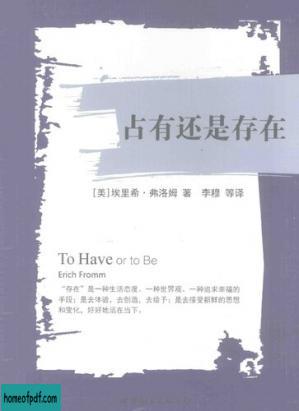 占有还是存在
[美]埃里希·弗洛姆 著 李穆 等译
To Have or to Be
Erich Fromm
“存在”是一种生活态度、一种世界观、一种追求幸福的
手段；是去体验，去创造，去给予；是去接受新鲜的思想
和变化，好好地活在当下。
homeofpdf.com